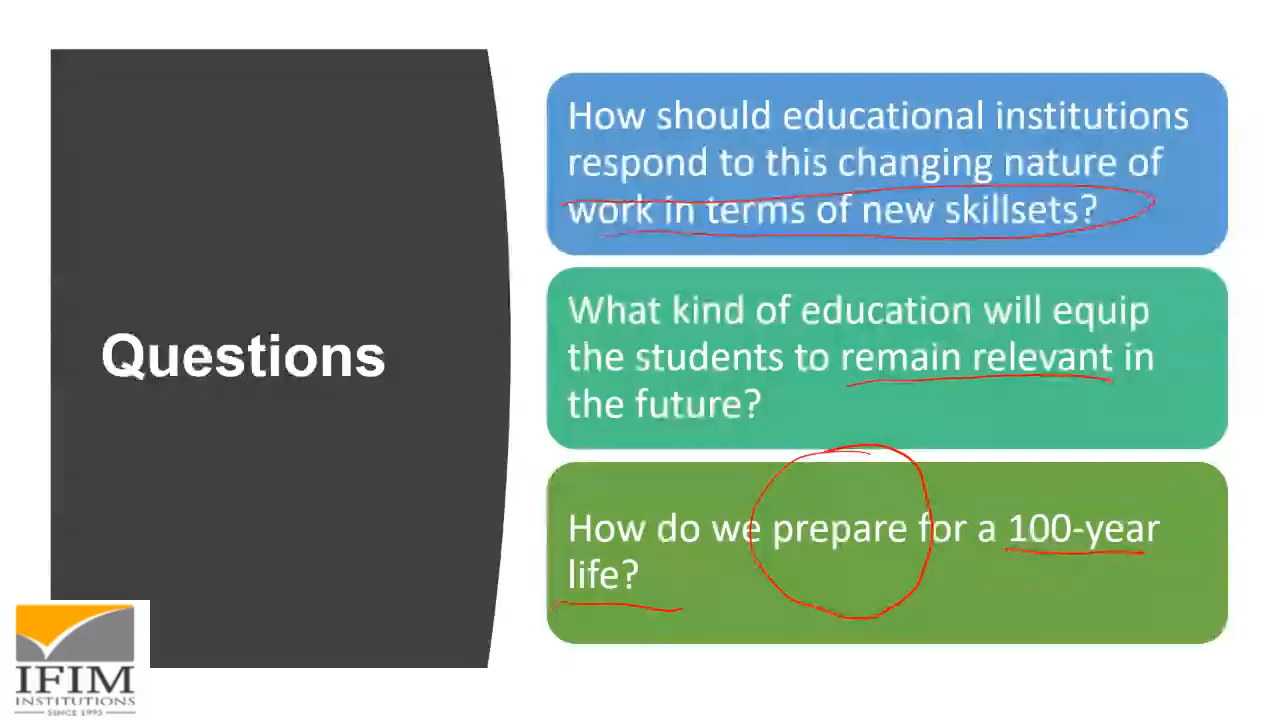 Questions
How should educational institutions
respond to this changing nature of
work in terms of new skillsets?
What kind of education will equip
the students to remain relevant in
the future?
How do we prepare for a 100-year
life?
IFIM
INSTITUTIONS
SINCE 1995